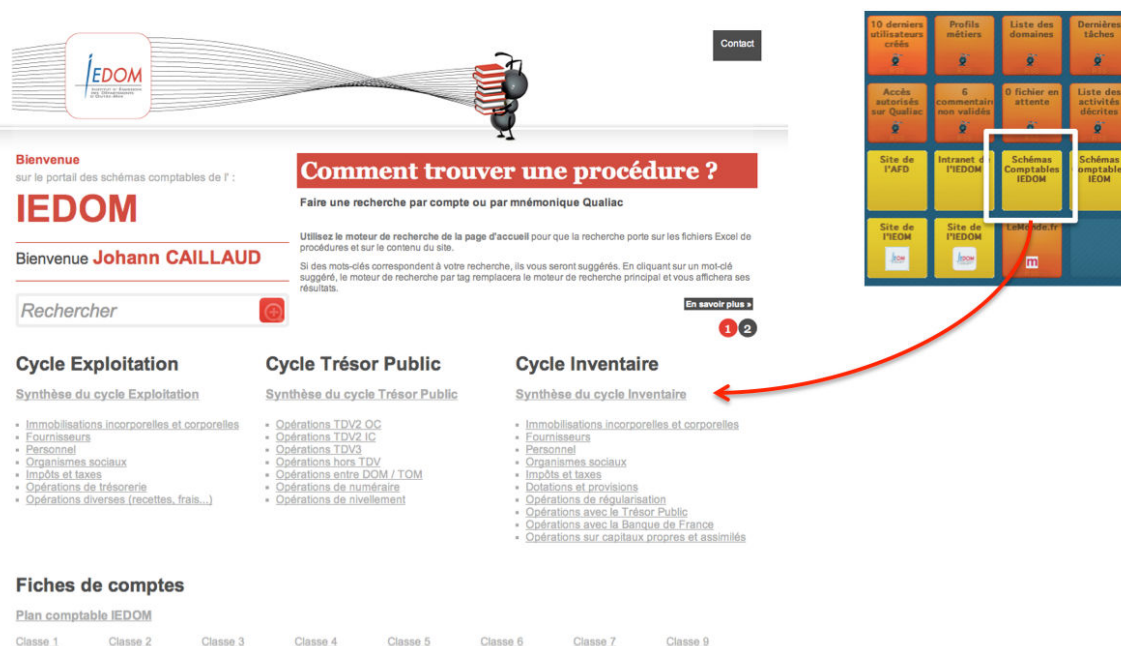 IEDOM
Contact
Bienvenue
sur le portail des schémas comptables de l' :
IEDOM
Bienvenue Johann CAILLAUD
Rechercher
Comment trouver une procédure ?
Faire une recherche par compte ou par mnémonique Qualiac
Utilisez le moteur de recherche de la page d'accueil pour que la recherche porte sur les fichiers Excel de
procédures et sur le contenu du site.
Si des mots-clés correspondent à votre recherche, ils vous seront suggérés. En cliquant sur un mot-clé
suggéré, le moteur de recherche par tag remplacera le moteur de recherche principal et vous affichera ses
résultats.
En savoir plus »
1 2
Cycle Exploitation
Synthèse du cycle Exploitation
Immobilisations incorporelles et corporelles
Fournisseurs
Personnel
Organismes sociaux
Impôts et taxes
Opérations de trésorerie
Opérations diverses (recettes, frais...)
Cycle Trésor Public
Synthèse du cycle Trésor Public
Opérations TDV2 OC
Opérations TDV2 IC
Opérations TDV3
Opérations hors TDV
Opérations entre DOM / TOM
Opérations de numéraire
Opérations de nivellement
Cycle Inventaire
Synthèse du cycle Inventaire
Immobilisations incorporelles et corporelles
Fournisseurs
Personnel
Organismes sociaux
Impôts et taxes
Dotations et provisions
Opérations de régularisation
Opérations avec le Trésor Public
Opérations avec la Banque de France
Opérations sur capitaux propres et assimilés
Fiches de comptes
Plan comptable IEDOM
Classe 1 Classe 2 Classe 3 Classe 4 Classe 5 Classe 6 Classe 7 Classe 9
10 derniers
utilisateurs
créés
Profils
métiers
Liste des
domaines
Dernières
tâches
Accès
autorisés
sur Qualiac
6
commentaire
non validés
0 fichier en
attente
Liste des
activités
décrites
Site de
l'AFD
Intranet de
l'IEDOM
Schémas
Comptables
IEDOM
Schémas
omptable
IEOM
Site de
l'IEOM
Site de
l'IEDOM
LeMonde.fr
m